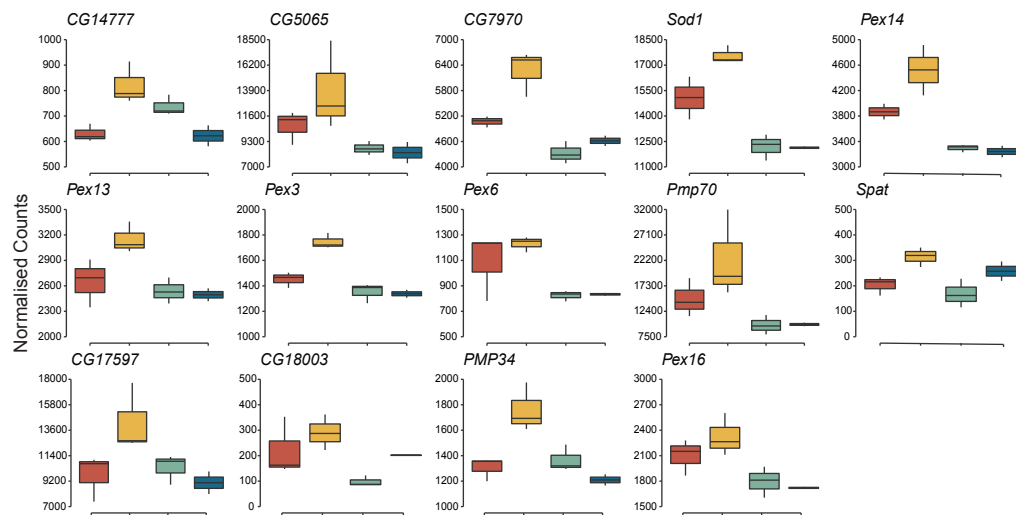 CG14777 CG5065 CG7970 Sod1 Pex14
1000 18500 7000 18500 5000
900 16200 6400 17000 4600
800 13900 5200 15500 4200
700 11600 4000 14000 3800
600 9300 12500 3400
500 7000 11000 3000
Normalised Counts
Pex13 Pex3 Pex6 Pmp70 Spat
3500 2000 1500 32000 500
3200 1800 1300 27100 400
2900 1600 1100 22200 300
2600 1400 900 17300 200
2300 1200 700 12400 100
2000 1000 500 7500 0
CG17597 CG18003 PMP34 Pex16
18000 500 2000 3000
15800 400 1800 2700
13600 300 1600 2400
11400 200 1400 2100
9200 100 1200 1800
7000 0 1000 1500